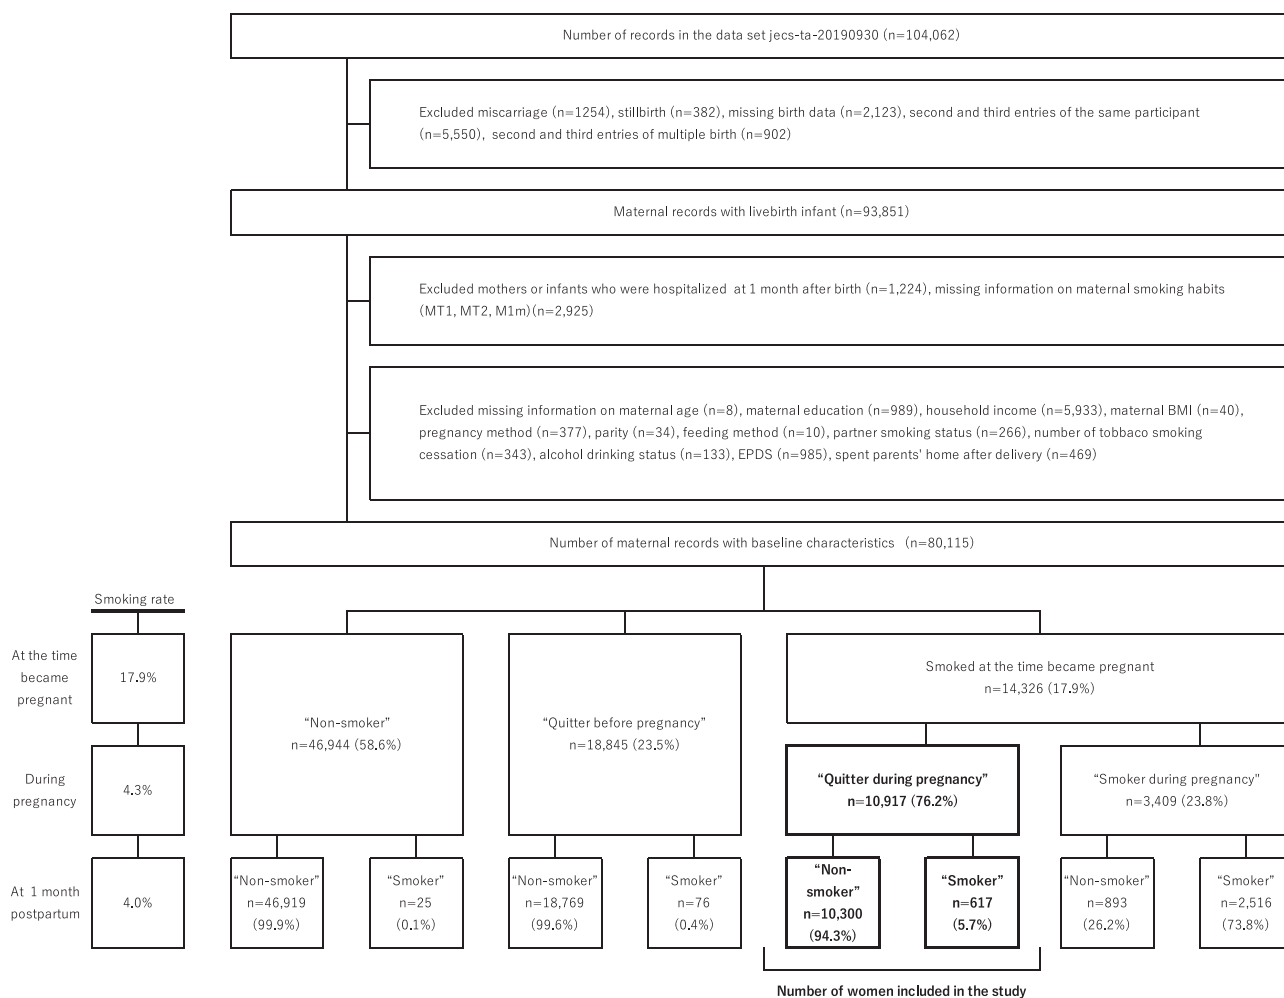 Number of records in the data set jecs-ta-20190930 (n=104,062)
Excluded miscarriage (n=1254), stillbirth (n=382), missing birth data (n=2,123), second and third entries of the same participant
(n=5,550), second and third entries of multiple birth (n=902)
Maternal records with livebirth infant (n=93,851)
Excluded mothers or infants who were hospitalized at 1 month after birth (n=1,224), missing information on maternal smoking habits
(MT1, MT2, M1m)(n=2,925)
Excluded missing information on maternal age (n=8), maternal education (n=989), household income (n=5,933), maternal BMI (n=40),
pregnancy method (n=377), parity (n=34), feeding method (n=10), partner smoking status (n=266), number of tobbaco smoking
cessation (n=343), alcohol drinking status (n=133), EPDS (n=985), spent parents' home after delivery (n=469)
Number of maternal records with baseline characteristics (n=80,115)
Smoking rate
At the time
became
pregnant
17.9%
"Non-smoker"
n=46,944 (58.6%)
"Quitter before pregnancy"
n=18,845 (23.5%)
Smoked at the time became pregnant
n=14,326 (17.9%)
During
pregnancy
4.3%
"Quitter during pregnancy"
n=10,917 (76.2%)
"Smoker during pregnancy"
n=3,409 (23.8%)
At 1 month
postpartum
4.0%
"Non-smoker"
n=46,919
(99.9%)
"Smoker"
n=25
(0.1%)
"Non-smoker"
n=18,769
(99.6%)
"Smoker"
n=76
(0.4%)
"Non-
smoker"
n=10,300
(94.3%)
"Smoker"
n=617
(5.7%)
"Non-smoker"
n=893
(26.2%)
"Smoker"
n=2,516
(73.8%)
Number of women included in the study